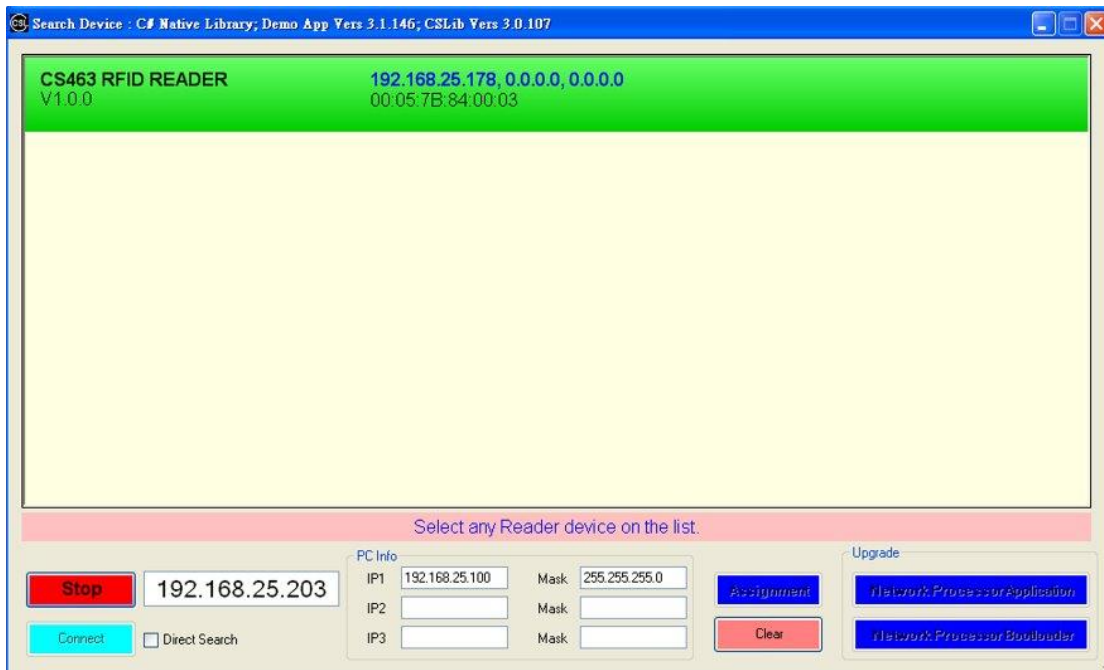 CSL Search Device : C# Native Library; Demo App Vers 3.1.146; CSLib Vers 3.0.107
CS463 RFID READER 192.168.25.178, 0.0.0.0, 0.0.0.0
V1.0.0 00:05:7B:84:00:03
Select any Reader device on the list.
PC Info
Upgrade
Stop 192.168.25.203 IP1 192.168.25.100 Mask 255.255.255.0 Assignment Network Processor Application
IP2 Mask
Connect Direct Search IP3 Mask Clear Network Processor Bootloader